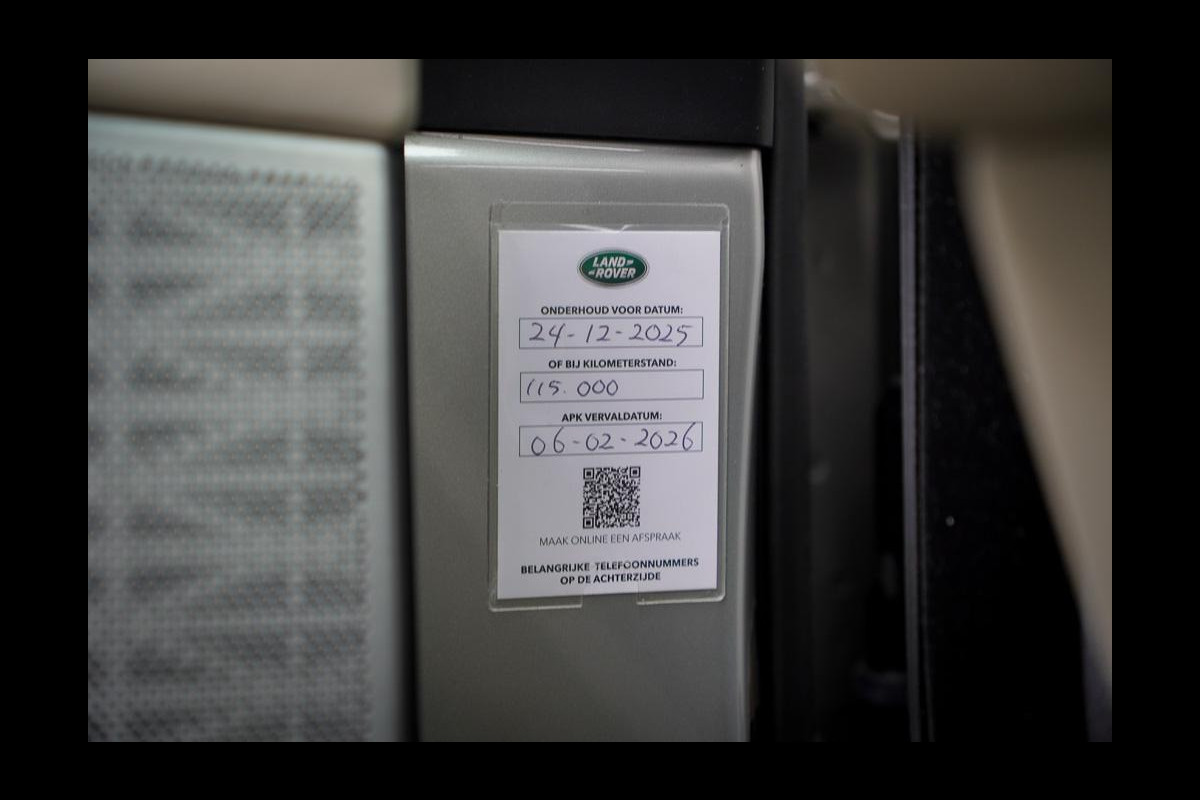 LAND-
-ROVER
ONDERHOUD VOOR DATUM:
24-12-2025
OF BIJ KILOMETERSTAND:
115.000
APK VERVALDATUM:
06-02-2026
MAAK ONLINE EEN AFSPRAAK
BELANGRIJKE TELEFOONNUMMERS
OP DE ACHTERZIJDE